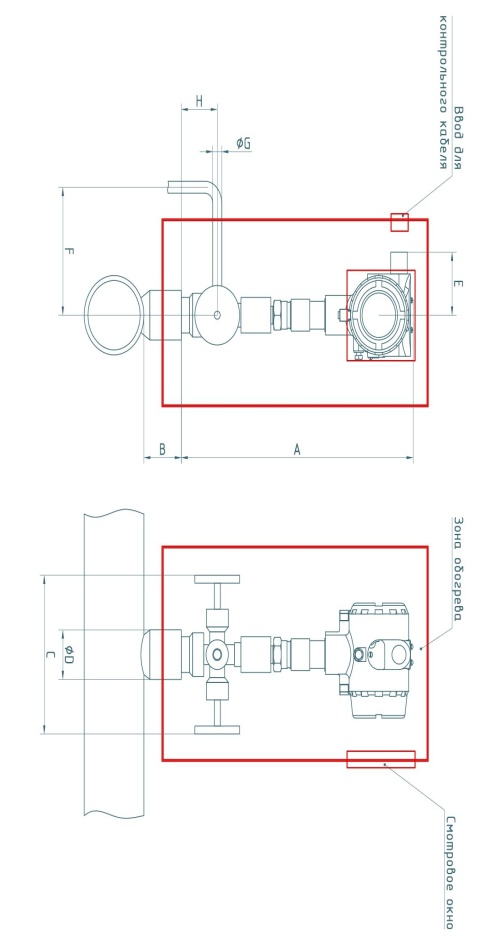 Ввод для
контрольного кабеля
H
ϕG
F
E
B
A
Зона обогрева
ϕD
C
Смотровое окно